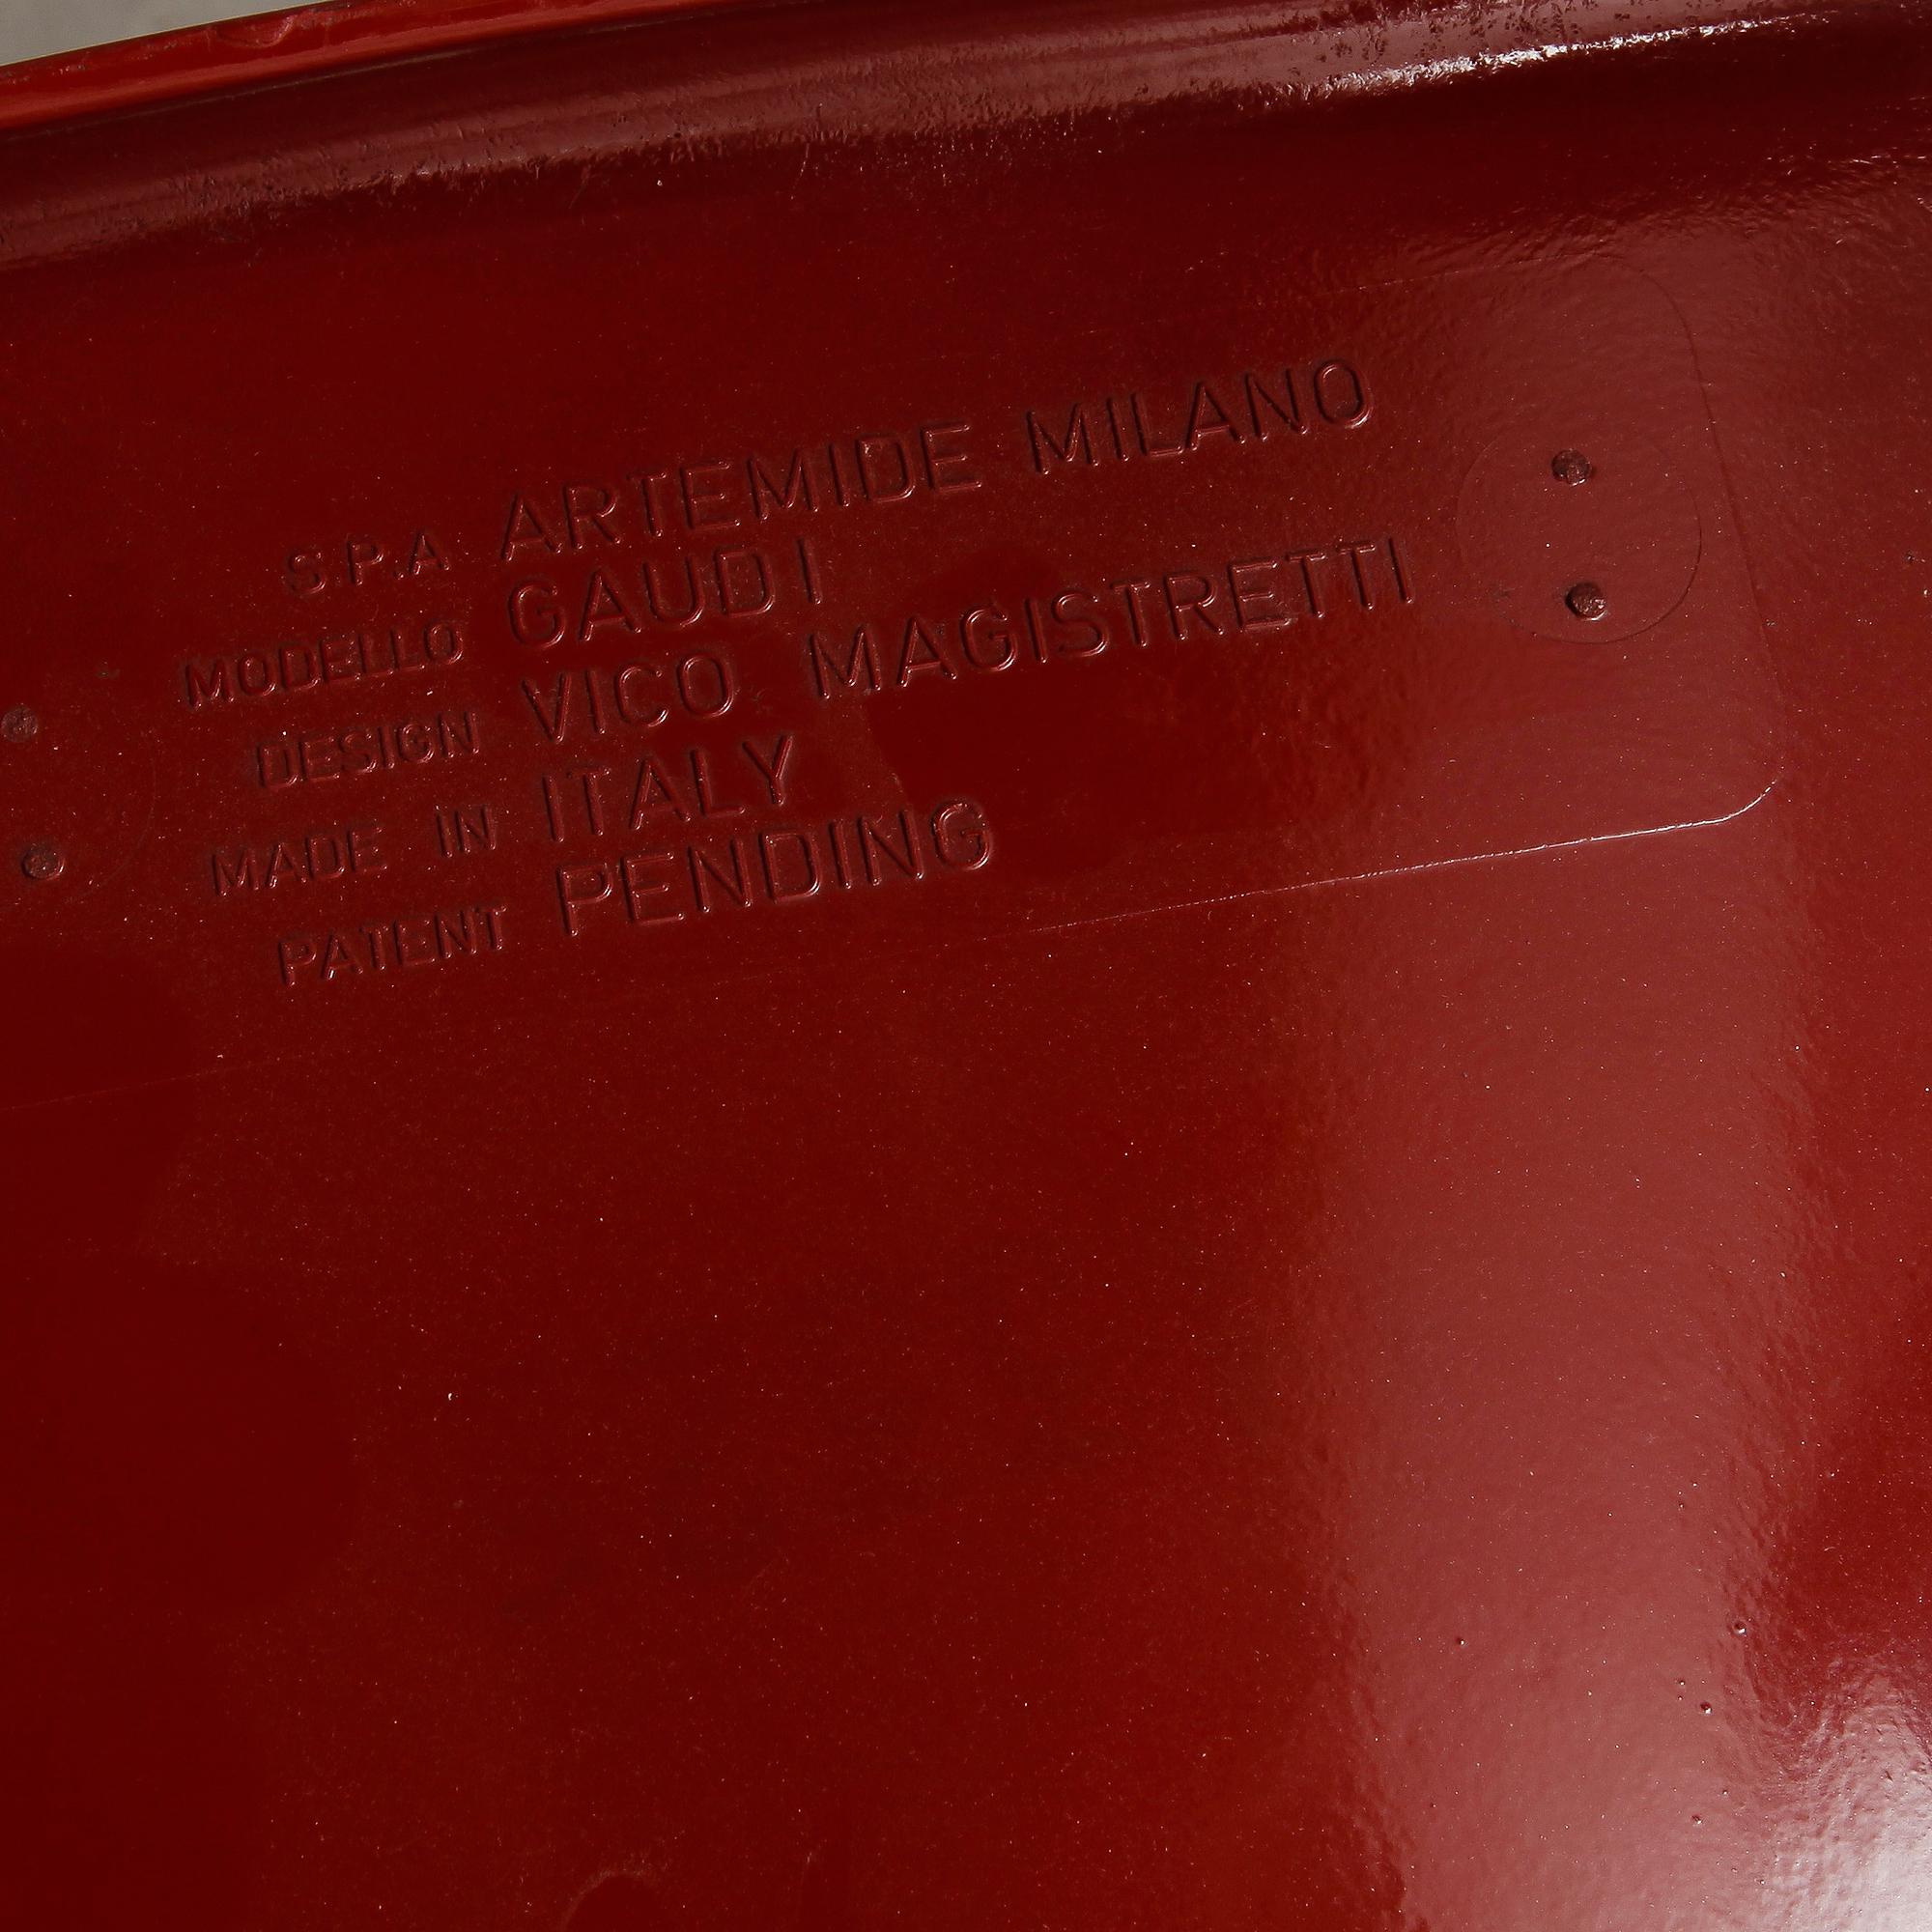 S.P.A ARTEMIDE MILANO
MODELLO GAUDI
DESIGN VICO MAGISTRETTI
MADE IN ITALY
PATENT PENDING